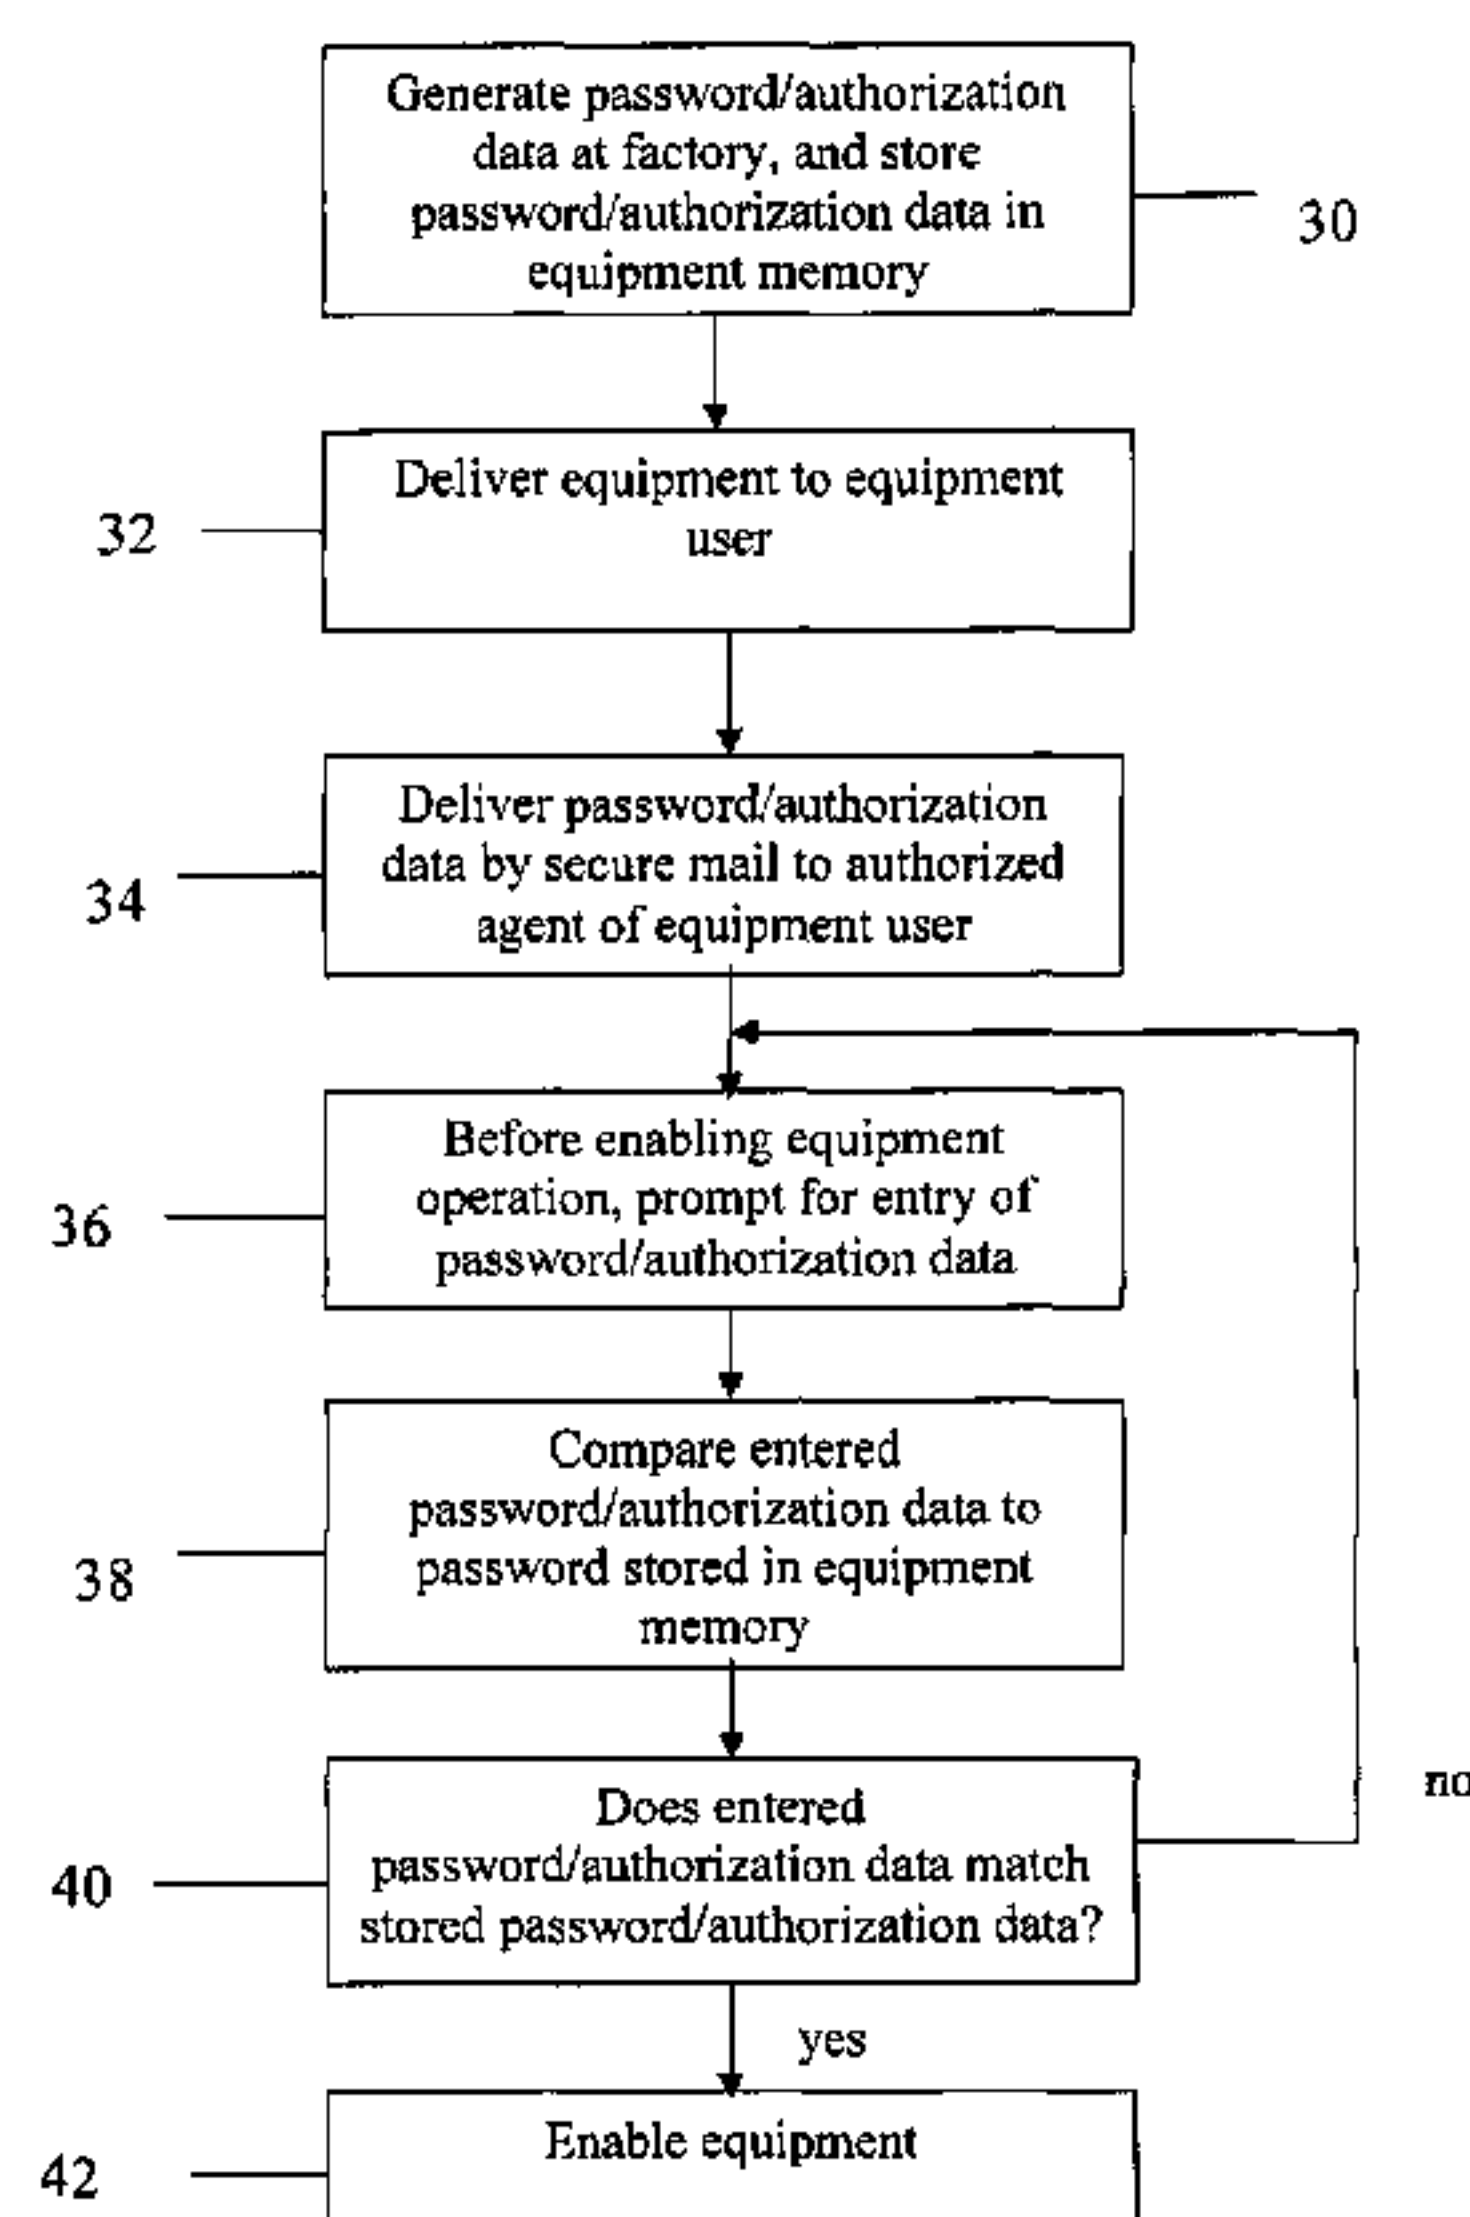 Generate password/authorization
data at factory, and store
password/authorization data in
equipment memory
30
Deliver equipment to equipment
user
32
Deliver password/authorization
data by secure mail to authorized
agent of equipment user
34
Before enabling equipment
operation, prompt for entry of
password/authorization data
36
Compare entered
password/authorization data to
password stored in equipment
memory
38
no
Does entered
password/authorization data match
stored password/authorization data?
40
yes
Enable equipment
42